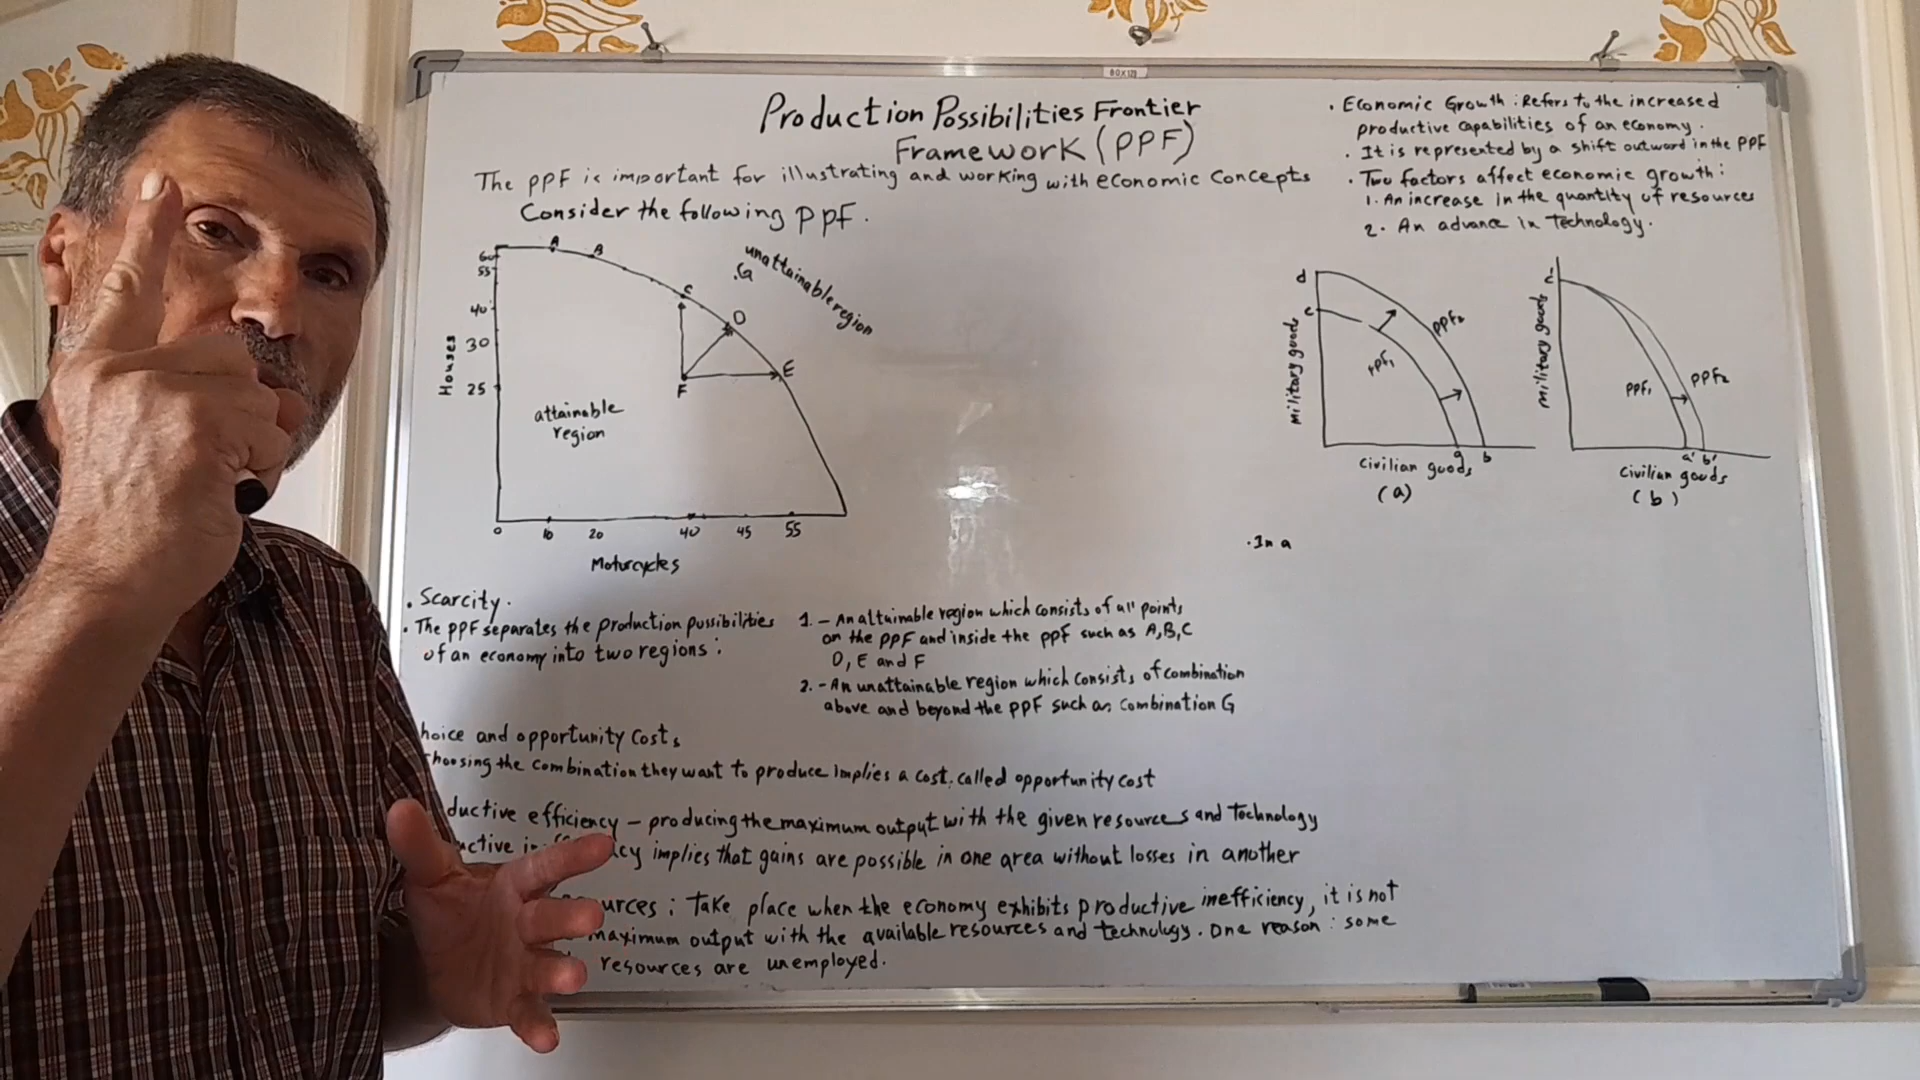 80X120
Production Possibilities Frontier
Framework (PPF)
The PPF is important for illustrating and working with economic concepts
Consider the following PPF.
A
B
C
D
E
F
.G
unattainable region
attainable
region
Houses
60
55
40
30
25
0
10
20
40
45
55
Motorcycles
. Scarcity.
. The PPF separates the production possibilities
of an economy into two regions:
1. – An attainable region which consists of all points
on the PPF and inside the PPF such as A, B, C
D, E and F
2. – An unattainable region which consists of combination
above and beyond the PPF such as combination G
hoice and opportunity Costs
choosing the combination they want to produce implies a cost, called opportunity cost
ductive efficiency – producing the maximum output with the given resources and Technology
uctive in cy implies that gains are possible in one area without losses in another
urces : Take place when the economy exhibits productive inefficiency, it is not
maximum output with the available resources and technology. One reason : some
resources are unemployed.
. Economic Growth : Refers to the increased
productive capabilities of an economy.
. It is represented by a shift outward in the PPF
. Two factors affect economic growth:
1. An increase in the quantity of resources
2. An advance in Technology.
d
c
military goods
PPF1
PPF2
a
b
Civilian goods
(a)
military goods
PPF1
PPF2
a' b'
Civilian goods
(b)
. In a